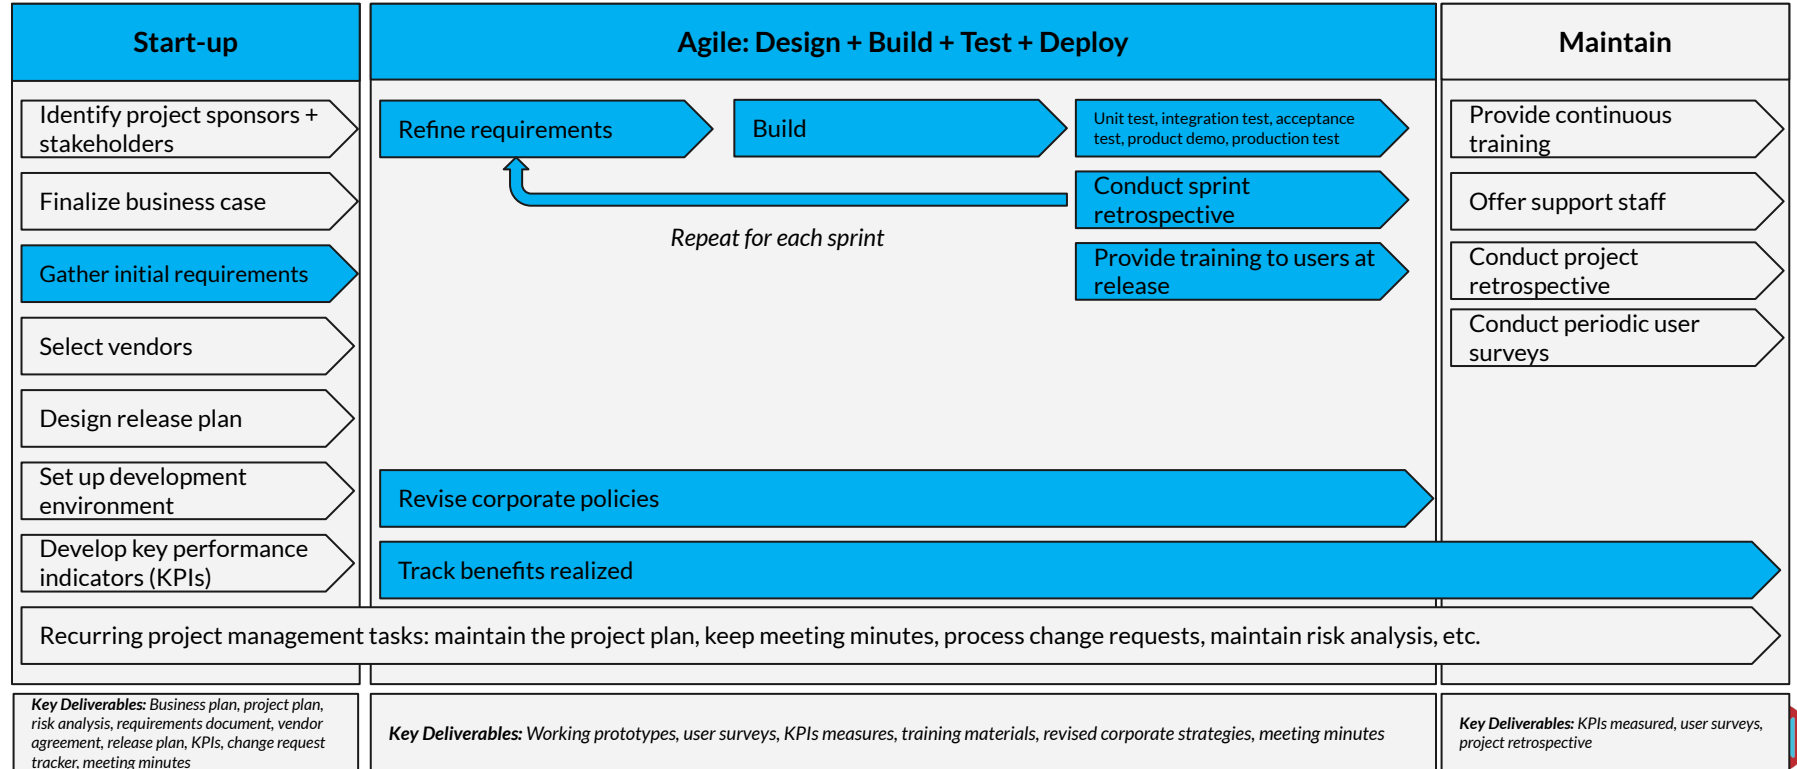 Start-up
Agile: Design + Build + Test + Deploy
Maintain
Identify project sponsors +
stakeholders
Finalize business case
Gather initial requirements
Select vendors
Design release plan
Set up development
environment
Develop key performance
indicators (KPIs)
Refine requirements
Build
Unit test, integration test, acceptance
test, product demo, production test
Conduct sprint
retrospective
Repeat for each sprint
Provide training to users at
release
Revise corporate policies
Track benefits realized
Provide continuous
training
Offer support staff
Conduct project
retrospective
Conduct periodic user
surveys
Recurring project management tasks: maintain the project plan, keep meeting minutes, process change requests, maintain risk analysis, etc.
Key Deliverables: Business plan, project plan,
risk analysis, requirements document, vendor
agreement, release plan, KPIs, change request
tracker, meeting minutes
Key Deliverables: Working prototypes, user surveys, KPIs measures, training materials, revised corporate strategies, meeting minutes
Key Deliverables: KPIs measured, user surveys,
project retrospective